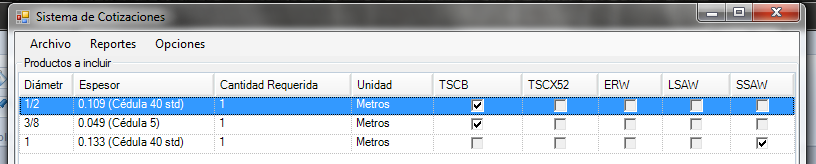 Sistema de Cotizaciones
Archivo Reportes Opciones
Productos a incluir
Diámetr Espesor Cantidad Requerida Unidad TSCB TSCX52 ERW LSAW SSAW
1/2 0.109 (Cédula 40 std) 1 Metros
3/8 0.049 (Cédula 5) 1 Metros
1 0.133 (Cédula 40 std) 1 Metros